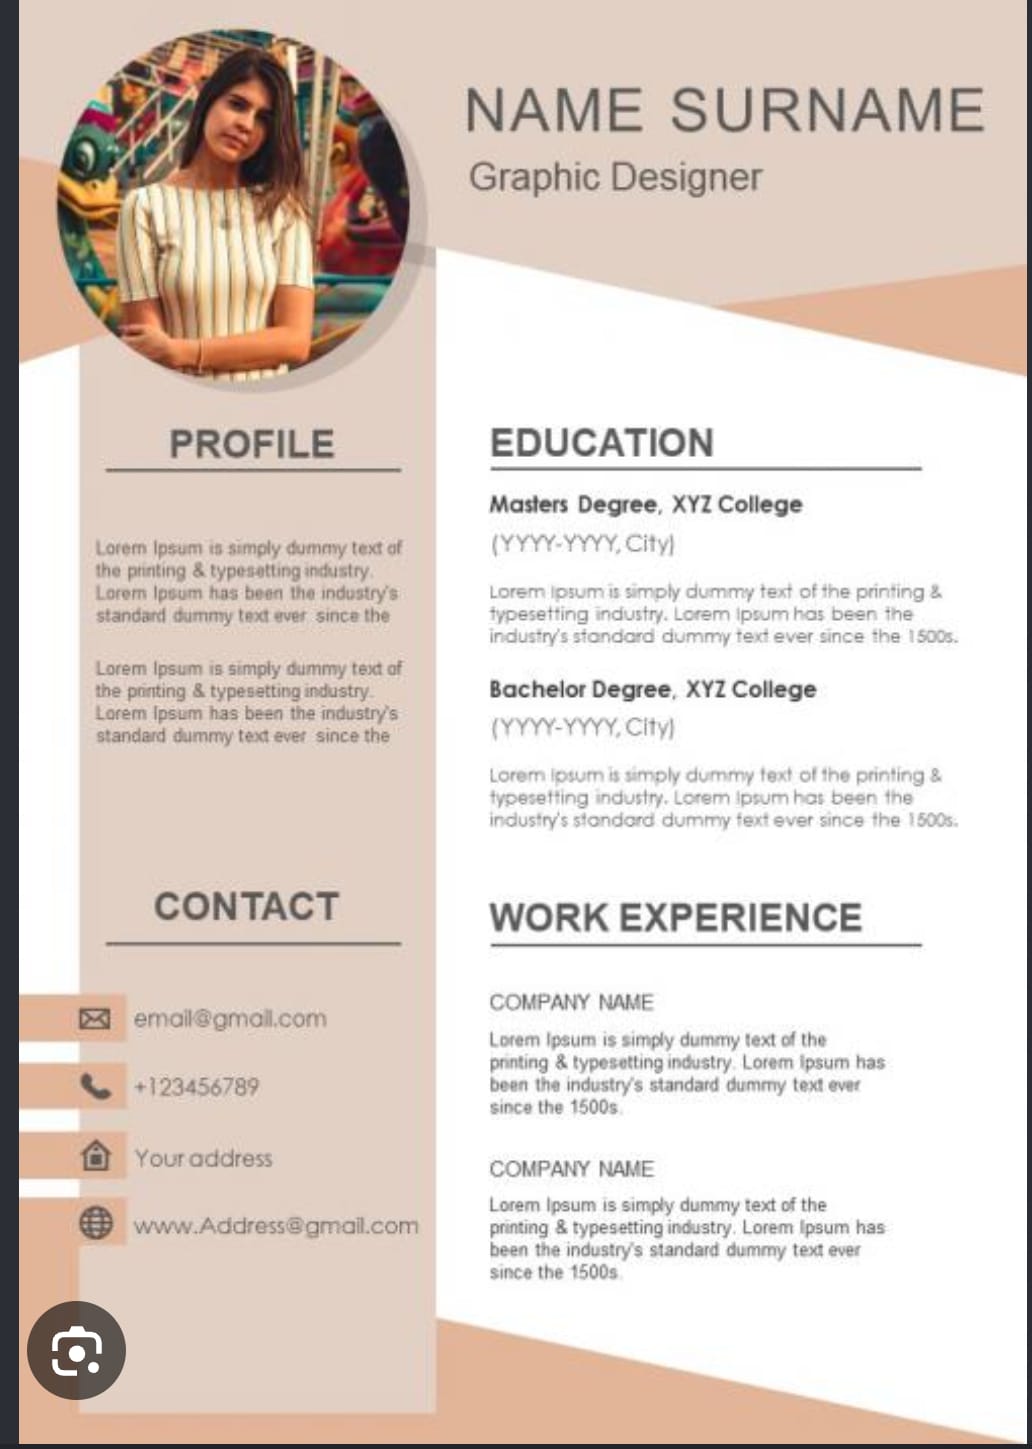 NAME SURNAME
Graphic Designer
PROFILE
Lorem Ipsum is simply dummy text of
the printing & typesetting industry.
Lorem Ipsum has been the industry's
standard dummy text ever since the
Lorem Ipsum is simply dummy text of
the printing & typesetting industry.
Lorem Ipsum has been the industry's
standard dummy text ever since the
CONTACT
email@gmail.com
+123456789
Your address
www.Address@gmail.com
EDUCATION
Masters Degree, XYZ College
(YYYY-YYYY, City)
Lorem Ipsum is simply dummy text of the printing &
typesetting industry. Lorem Ipsum has been the
industry's standard dummy text ever since the 1500s.
Bachelor Degree, XYZ College
(YYYY-YYYY, City)
Lorem Ipsum is simply dummy text of the printing &
typesetting industry. Lorem Ipsum has been the
industry's standard dummy text ever since the 1500s.
WORK EXPERIENCE
COMPANY NAME
Lorem Ipsum is simply dummy text of the
printing & typesetting industry. Lorem Ipsum has
been the industry's standard dummy text ever
since the 1500s.
COMPANY NAME
Lorem Ipsum is simply dummy text of the
printing & typesetting industry. Lorem Ipsum has
been the industry's standard dummy text ever
since the 1500s.